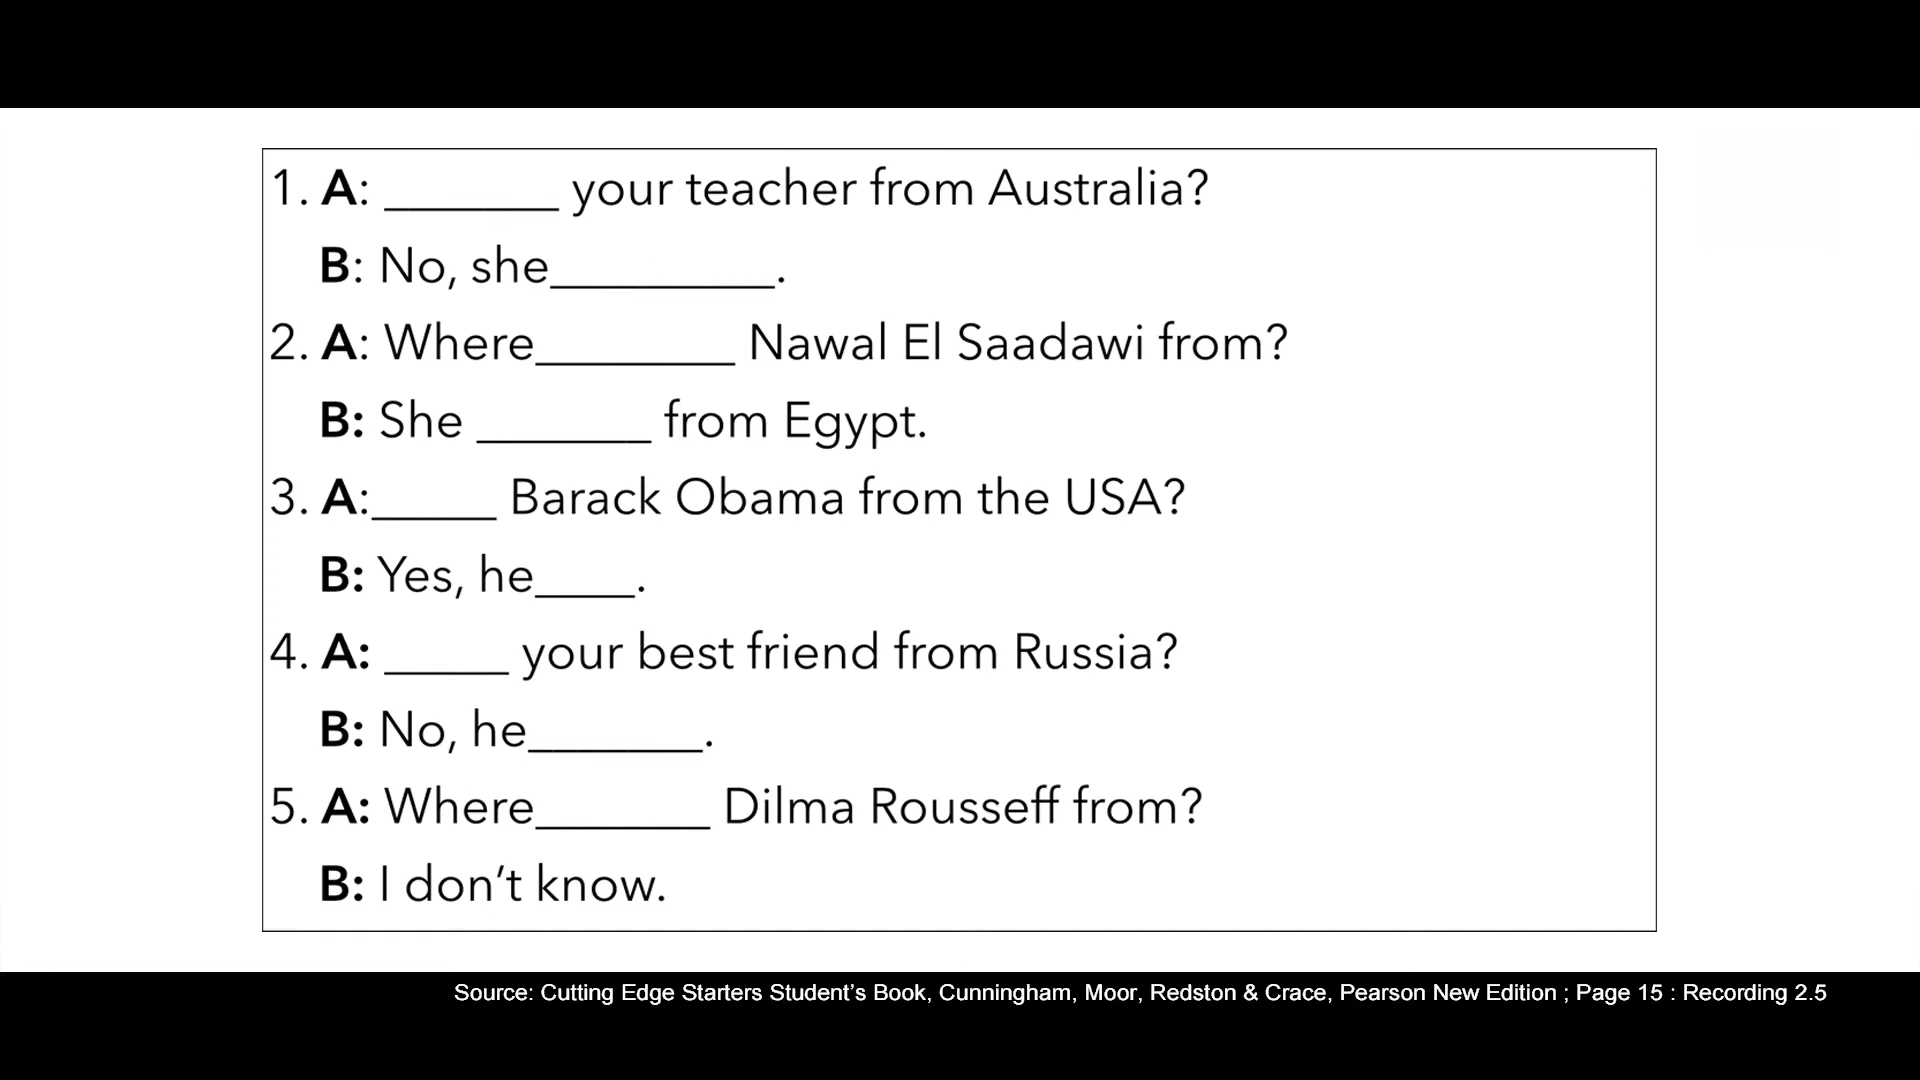 1. A: _______ your teacher from Australia?
B: No, she_________.
2. A: Where________ Nawal El Saadawi from?
B: She _______ from Egypt.
3. A:_____ Barack Obama from the USA?
B: Yes, he____.
4. A: _____ your best friend from Russia?
B: No, he_______.
5. A: Where_______ Dilma Rousseff from?
B: I don’t know.
Source: Cutting Edge Starters Student’s Book, Cunningham, Moor, Redston & Crace, Pearson New Edition ; Page 15 : Recording 2.5